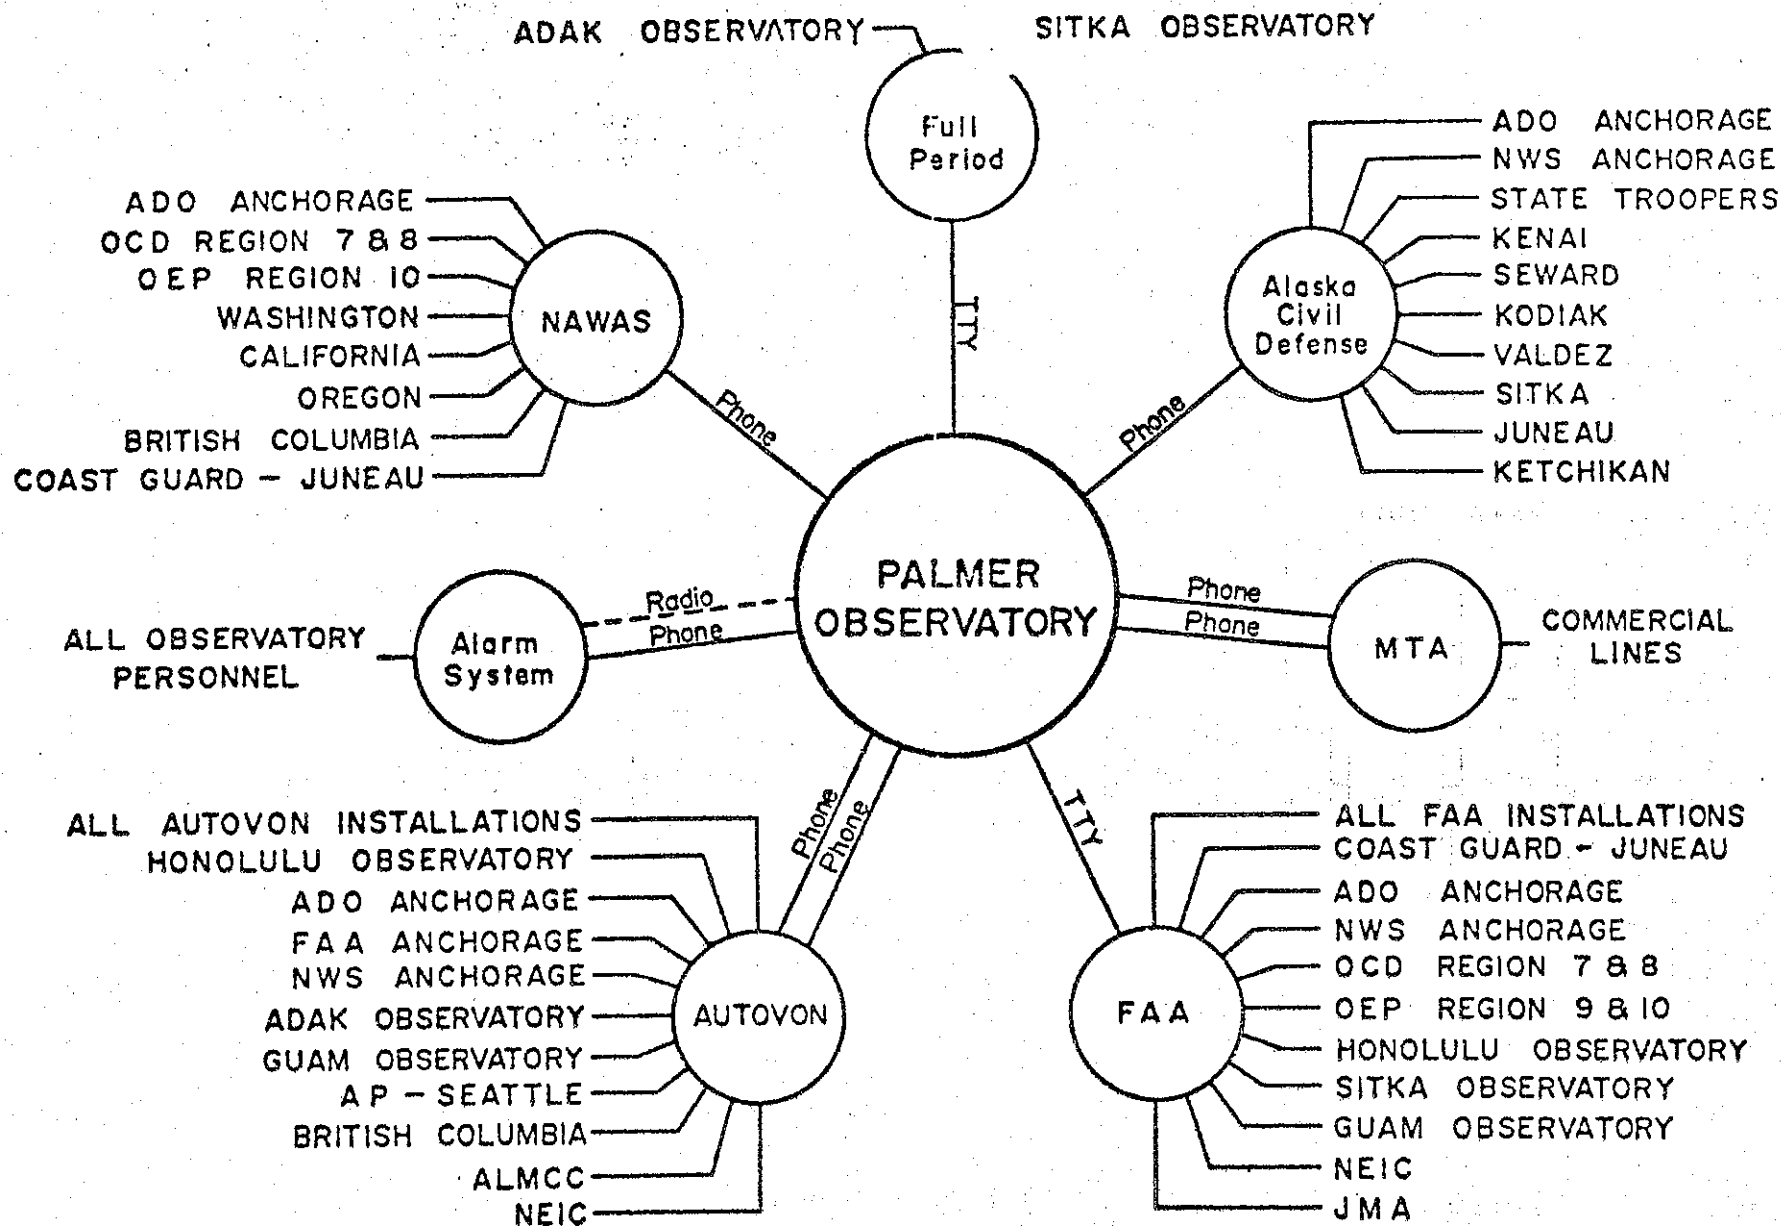 ADAK OBSERVATORY
SITKA OBSERVATORY
Full
Period
TTY
ADO ANCHORAGE
OCD REGION 7 & 8
OEP REGION 10
WASHINGTON
CALIFORNIA
OREGON
BRITISH COLUMBIA
COAST GUARD - JUNEAU
NAWAS
Phone
ADO ANCHORAGE
NWS ANCHORAGE
STATE TROOPERS
KENAI
SEWARD
KODIAK
VALDEZ
SITKA
JUNEAU
KETCHIKAN
Alaska
Civil
Defense
Phone
PALMER
OBSERVATORY
ALL OBSERVATORY
PERSONNEL
Alarm
System
Radio
Phone
Phone
Phone
MTA
COMMERCIAL
LINES
ALL AUTOVON INSTALLATIONS
HONOLULU OBSERVATORY
ADO ANCHORAGE
FAA ANCHORAGE
NWS ANCHORAGE
ADAK OBSERVATORY
GUAM OBSERVATORY
AP - SEATTLE
BRITISH COLUMBIA
ALMCC
NEIC
AUTOVON
Phone
Phone
TTY
FAA
ALL FAA INSTALLATIONS
COAST GUARD - JUNEAU
ADO ANCHORAGE
NWS ANCHORAGE
OCD REGION 7 & 8
OEP REGION 9 & 10
HONOLULU OBSERVATORY
SITKA OBSERVATORY
GUAM OBSERVATORY
NEIC
JMA